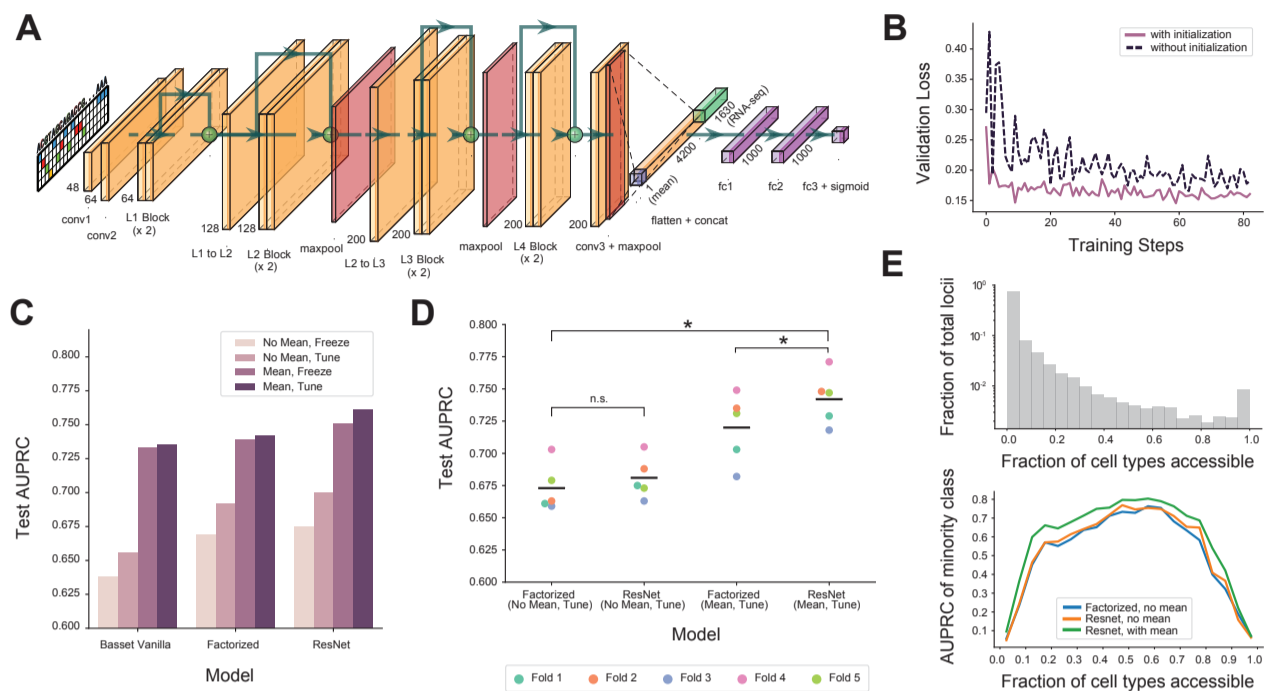 A
ACGTAGCAAGACCG...AAA
48
conv1
64
conv2
64
L1 Block
(x 2)
128
L1 to L2
128
L2 Block
(x 2)
maxpool
200
L2 to L3
200
L3 Block
(x 2)
maxpool
200
L4 Block
(x 2)
200
conv3 + maxpool
1
(mean)
4200
1630
(RNA-seq)
flatten + concat
1000
fc1
1000
fc2
fc3 + sigmoid
B
with initialization
without initialization
Validation Loss
0.40
0.35
0.30
0.25
0.20
0.15
0
20
40
60
80
Training Steps
C
No Mean, Freeze
No Mean, Tune
Mean, Freeze
Mean, Tune
Test AUPRC
0.800
0.775
0.750
0.725
0.700
0.675
0.650
0.625
0.600
Basset Vanilla
Factorized
ResNet
Model
D
Test AUPRC
0.800
0.775
0.750
0.725
0.700
0.675
0.650
0.625
0.600
*
*
n.s.
Factorized
(No Mean, Tune)
ResNet
(No Mean, Tune)
Factorized
(Mean, Tune)
ResNet
(Mean, Tune)
Model
Fold 1
Fold 2
Fold 3
Fold 4
Fold 5
E
Fraction of total locii
10⁰
10⁻¹
10⁻²
0.0
0.2
0.4
0.6
0.8
1.0
Fraction of cell types accessible
AUPRC of minority class
0.8
0.7
0.6
0.5
0.4
0.3
0.2
0.1
Factorized, no mean
Resnet, no mean
Resnet, with mean
0.0
0.1
0.2
0.3
0.4
0.5
0.6
0.7
0.8
0.9
1.0
Fraction of cell types accessible